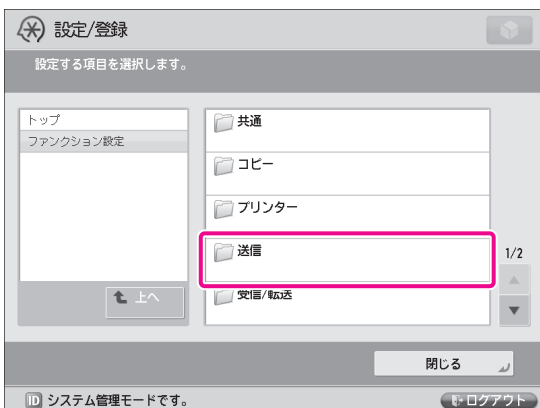 設定/登録
設定する項目を選択します。
トップ
ファンクション設定
共通
コピー
プリンター
送信
1/2
上へ
受信/転送
閉じる
ID システム管理モードです。
ログアウト